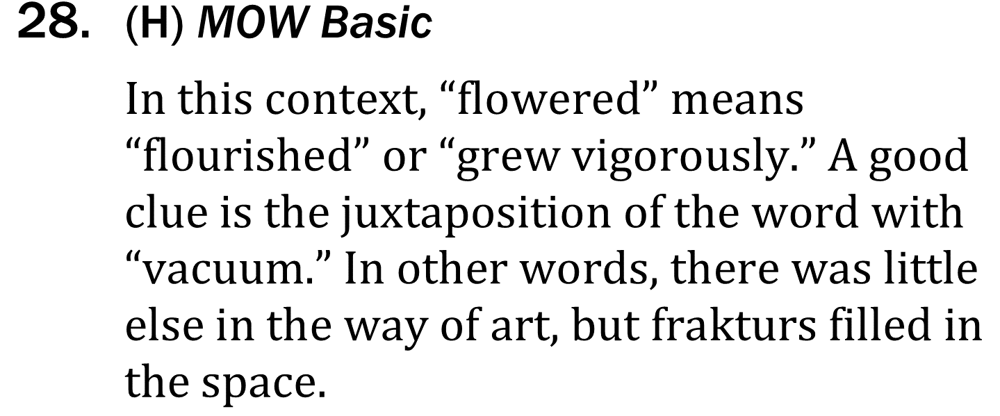 28. (H) MOW Basic
In this context, “flowered” means
“flourished” or “grew vigorously.” A good
clue is the juxtaposition of the word with
“vacuum.” In other words, there was little
else in the way of art, but frakturs filled in
the space.